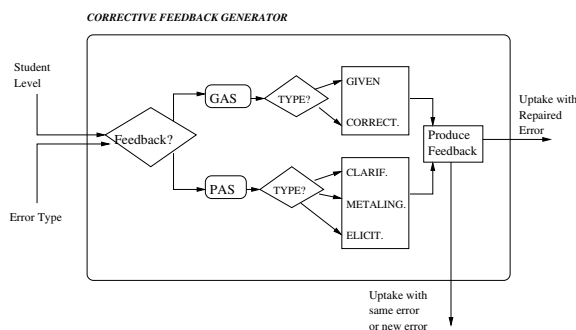 CORRECTIVE FEEDBACK GENERATOR
Student
Level
Error Type
Feedback?
GAS
TYPE?
GIVEN
CORRECT.
PAS
TYPE?
CLARIF.
METALING.
ELICIT.
Produce
Feedback
Uptake with
Repaired
Error
Uptake with
same error
or new error